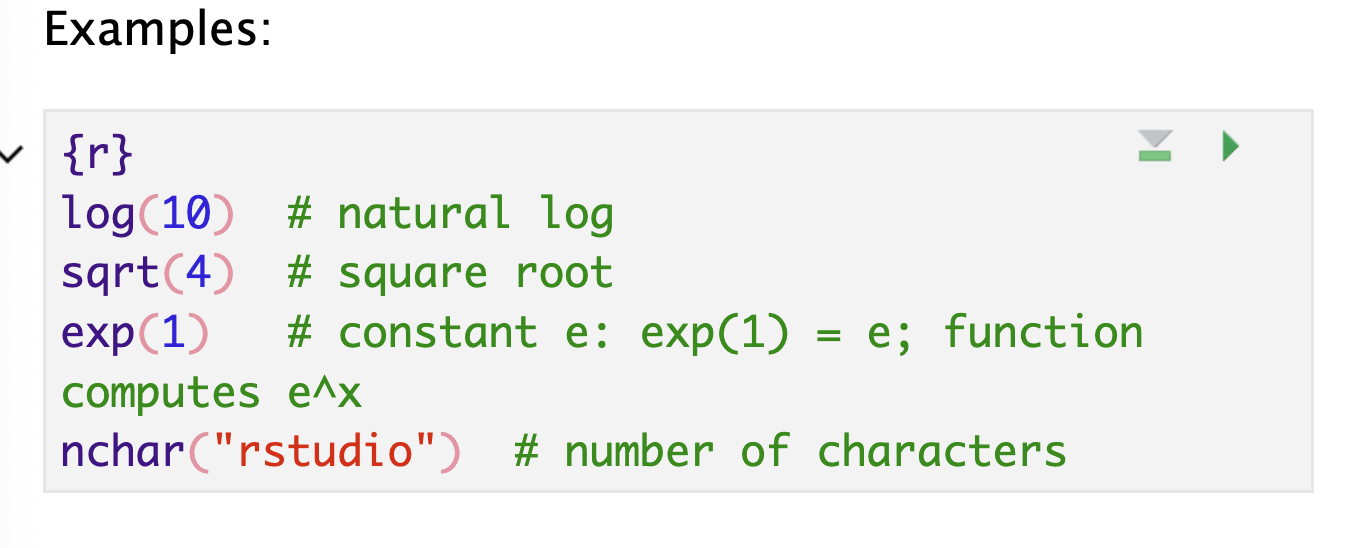 Examples:
{r}
log(10)  # natural log
sqrt(4)  # square root
exp(1)   # constant e: exp(1) = e; function
computes e^x
nchar("rstudio")  # number of characters